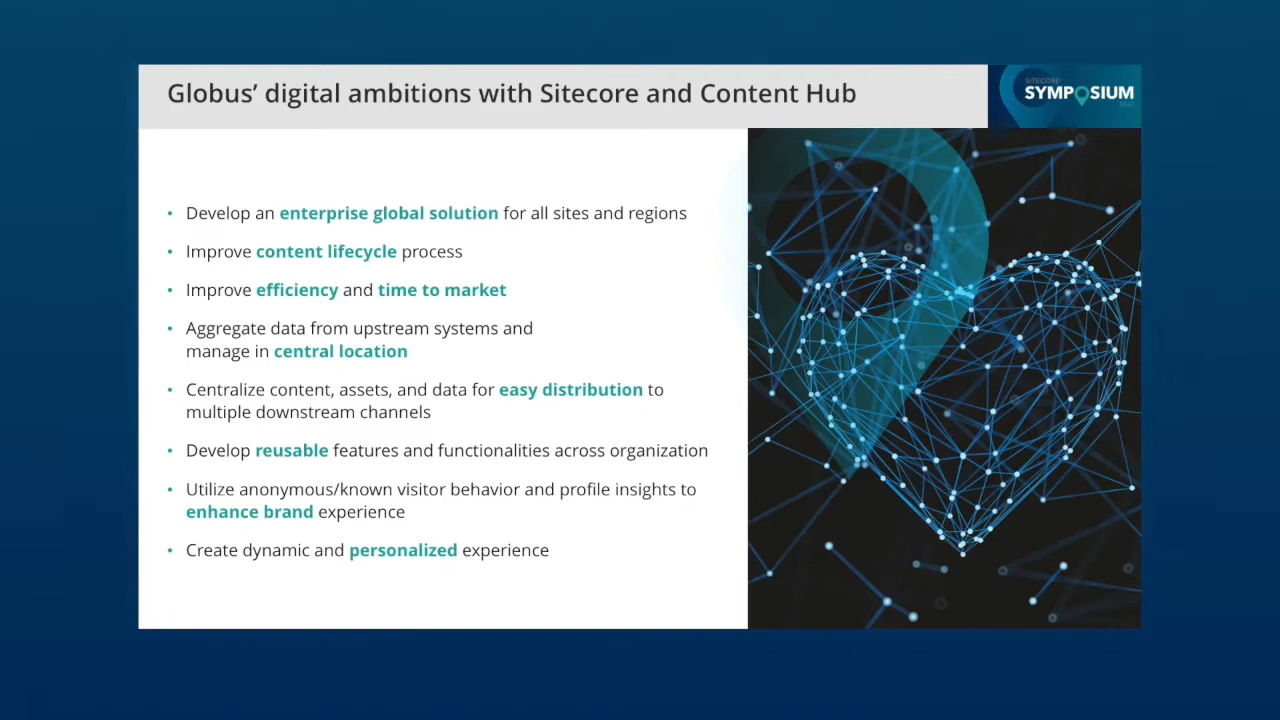 Globus’ digital ambitions with Sitecore and Content Hub
SITECORE
SYMPOSIUM
• Develop an enterprise global solution for all sites and regions
• Improve content lifecycle process
• Improve efficiency and time to market
• Aggregate data from upstream systems and
manage in central location
• Centralize content, assets, and data for easy distribution to
multiple downstream channels
• Develop reusable features and functionalities across organization
• Utilize anonymous/known visitor behavior and profile insights to
enhance brand experience
• Create dynamic and personalized experience